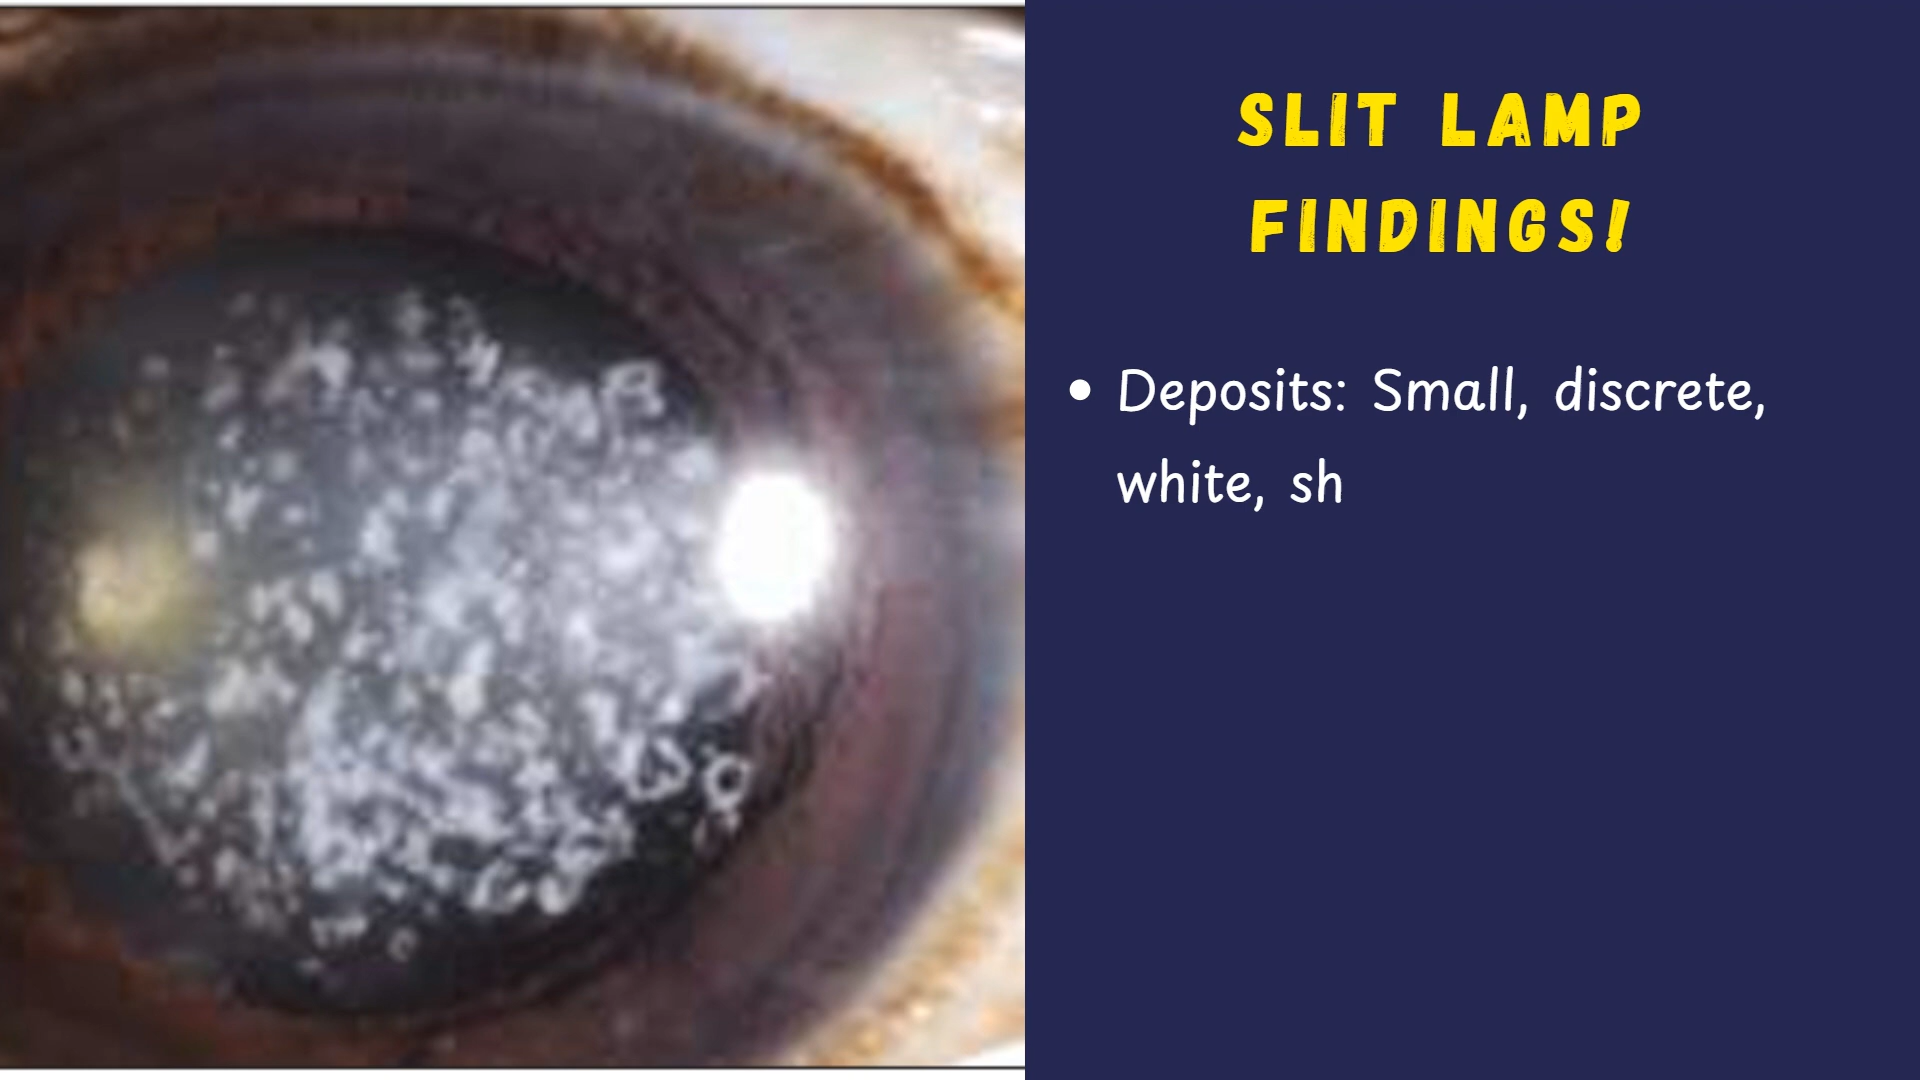 SLIT LAMP
FINDINGS!
• Deposits: Small, discrete,
white, sh